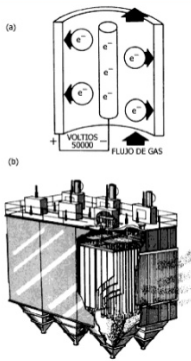 (a)
e⁻
e⁻
e⁻
e⁻
e⁻
e⁻
e⁻
+ VOLTIOS −
50000
FLUJO DE GAS
(b)